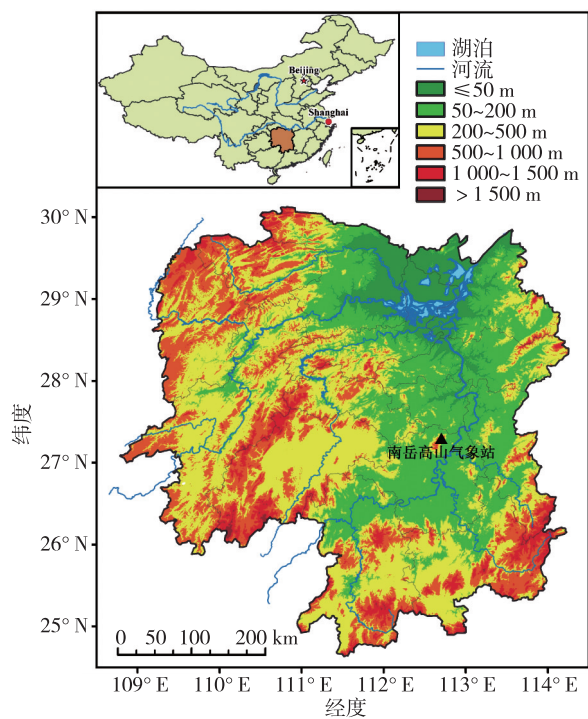 Beijing
Shanghai
湖泊
河流
≤50 m
50~200 m
200~500 m
500~1 000 m
1 000~1 500 m
>1 500 m
30° N
29° N
28° N
27° N
26° N
25° N
纬度
南岳高山气象站
0 50 100 200 km
109° E 110° E 111° E 112° E 113° E 114° E
经度